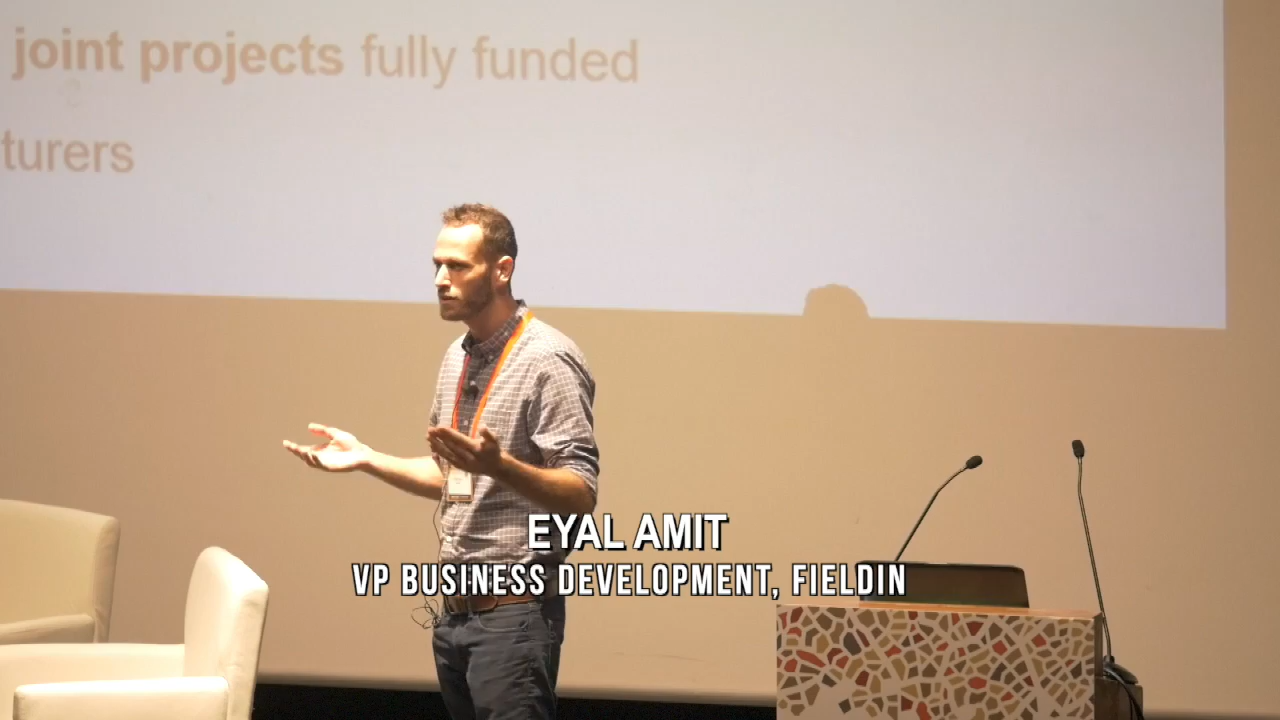 joint projects fully funded
turers
EYAL AMIT
VP BUSINESS DEVELOPMENT, FIELDIN